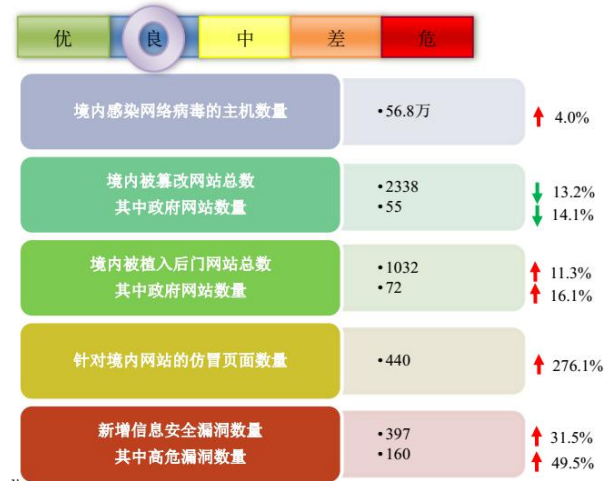 优 良 中 差 危
境内感染网络病毒的主机数量 •56.8万 4.0%
境内被篡改网站总数 •2338 13.2%
其中政府网站数量 •55 14.1%
境内被植入后门网站总数 •1032 11.3%
其中政府网站数量 •72 16.1%
针对境内网站的仿冒页面数量 •440 276.1%
新增信息安全漏洞数量 •397 31.5%
其中高危漏洞数量 •160 49.5%